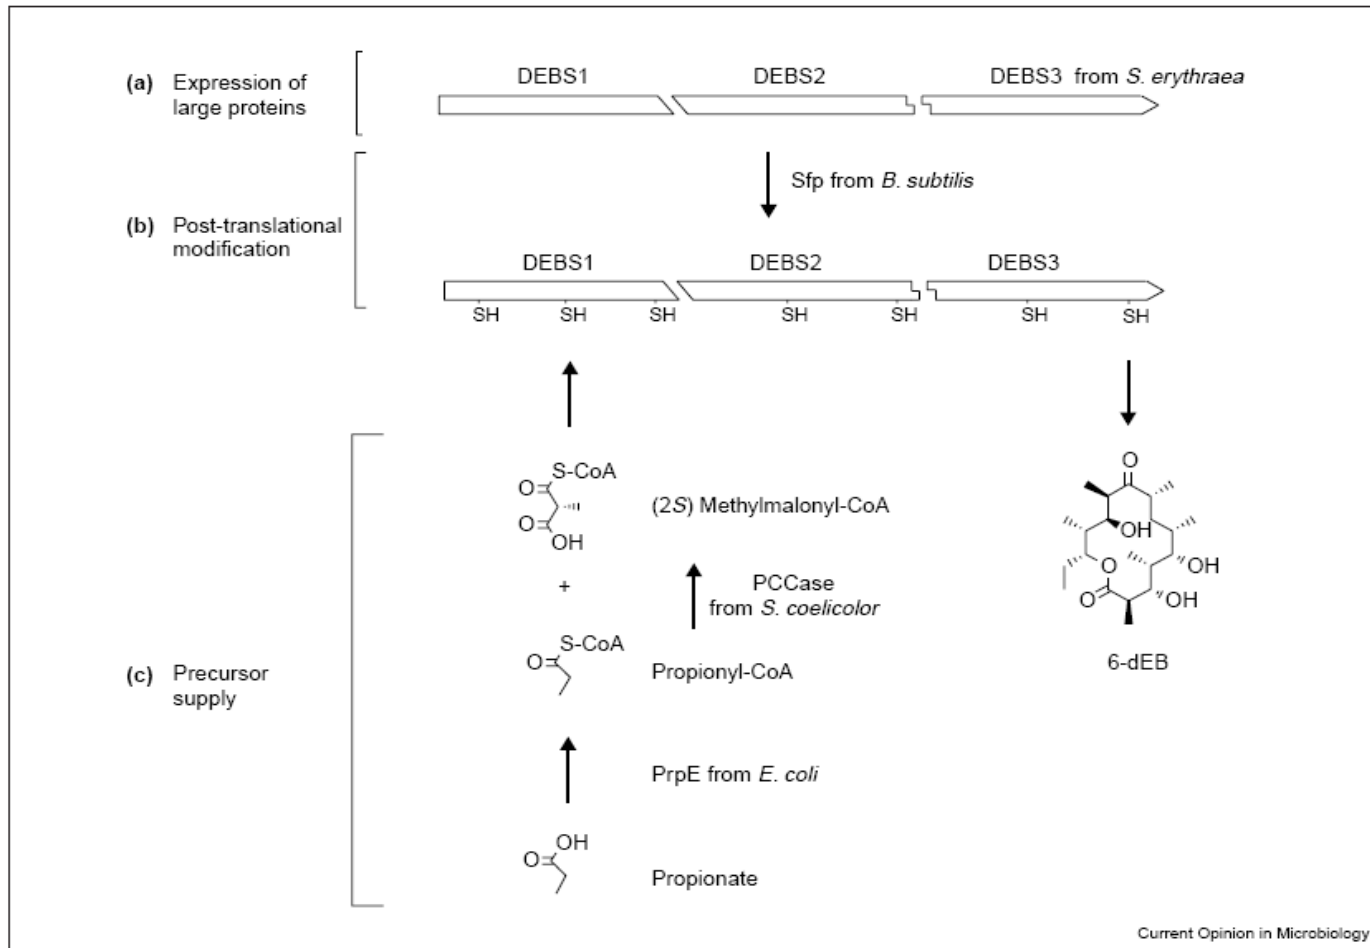 (a) Expression of
large proteins
DEBS1 DEBS2 DEBS3 from S. erythraea
Sfp from B. subtilis
(b) Post-translational
modification
DEBS1 DEBS2 DEBS3
SH SH SH SH SH SH SH
S-CoA
O
O
OH
(2S) Methylmalonyl-CoA
+
PCCase
from S. coelicolor
S-CoA
O
Propionyl-CoA
(c) Precursor
supply
PrpE from E. coli
OH
O
Propionate
O
OH
O
OH
O
OH
6-dEB
Current Opinion in Microbiology